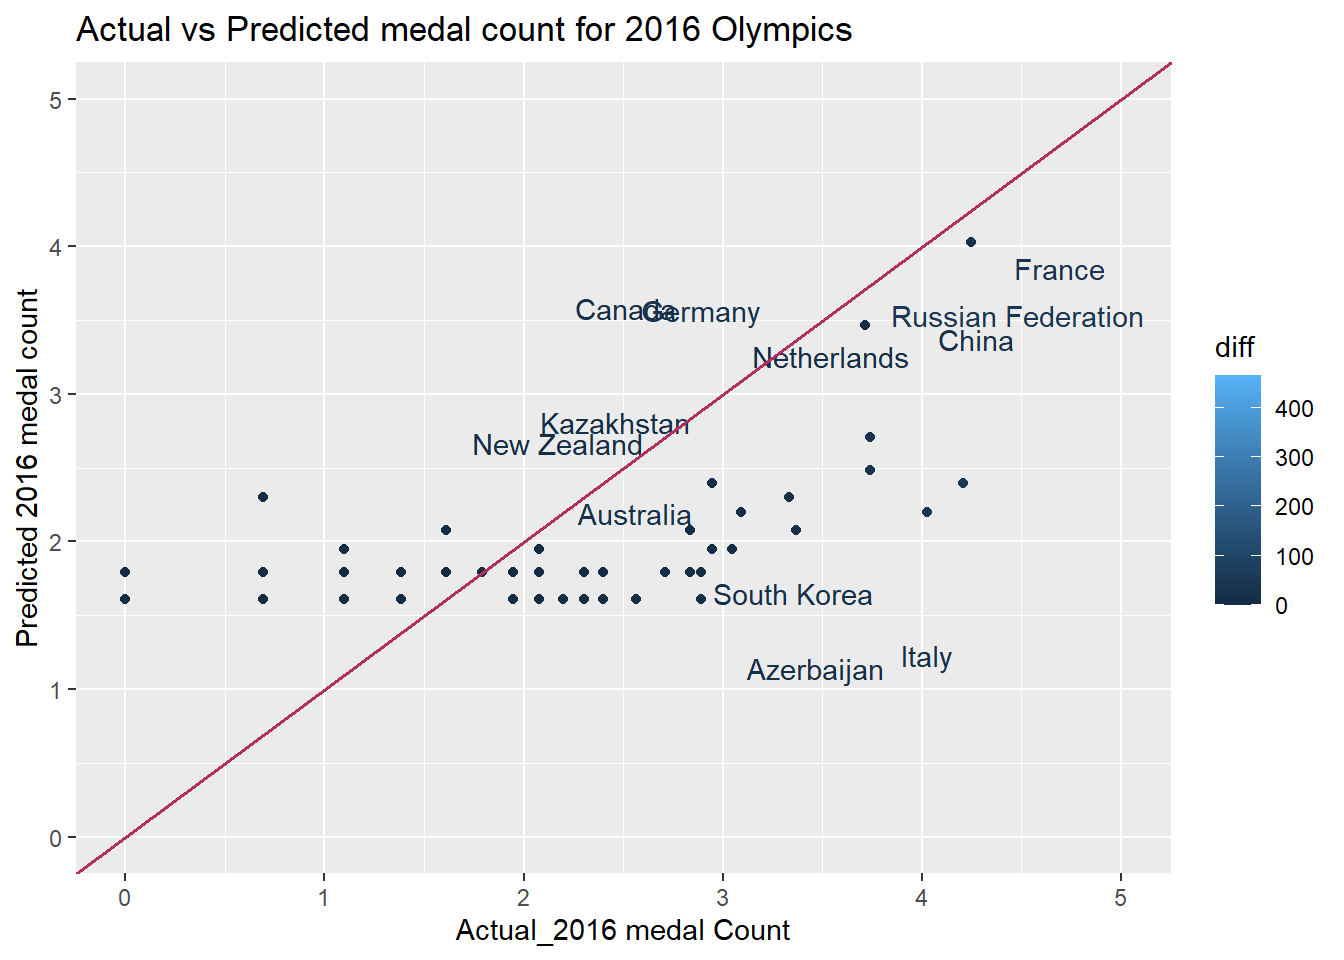 Actual vs Predicted medal count for 2016 Olympics
Predicted 2016 medal count
5
4
3
2
1
0
France
Canada
Germany
Russian Federation
China
Netherlands
Kazakhstan
New Zealand
Australia
South Korea
Italy
Azerbaijan
0 1 2 3 4 5
Actual_2016 medal Count
diff
400
300
200
100
0